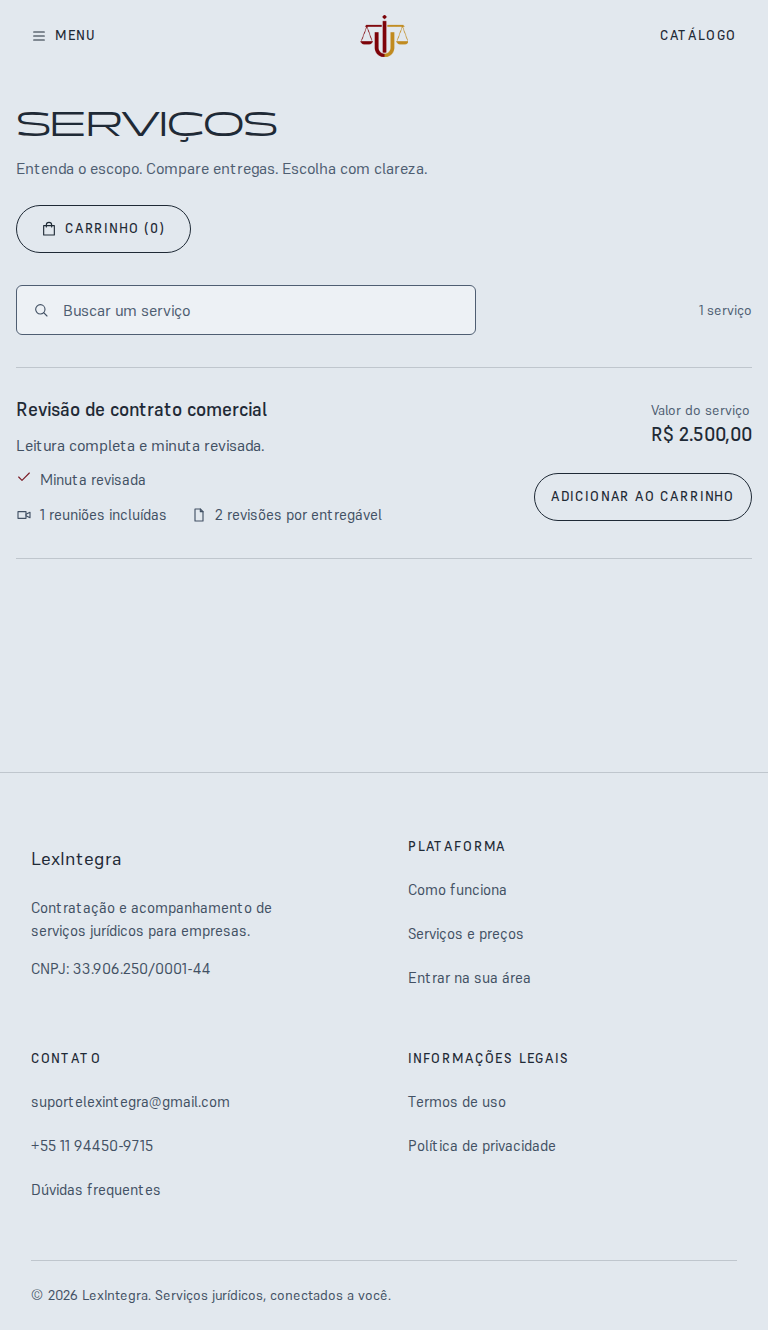 MENU
CATÁLOGO
SERVIÇOS
Entenda o escopo. Compare entregas. Escolha com clareza.
CARRINHO (0)
Buscar um serviço
1 serviço
Revisão de contrato comercial
Leitura completa e minuta revisada.
Minuta revisada
1 reuniões incluídas
2 revisões por entregável
Valor do serviço
R$ 2.500,00
ADICIONAR AO CARRINHO
LexIntegra
Contratação e acompanhamento de
serviços jurídicos para empresas.
CNPJ: 33.906.250/0001-44
PLATAFORMA
Como funciona
Serviços e preços
Entrar na sua área
CONTATO
suportelexintegra@gmail.com
+55 11 94450-9715
Dúvidas frequentes
INFORMAÇÕES LEGAIS
Termos de uso
Política de privacidade
© 2026 LexIntegra. Serviços jurídicos, conectados a você.